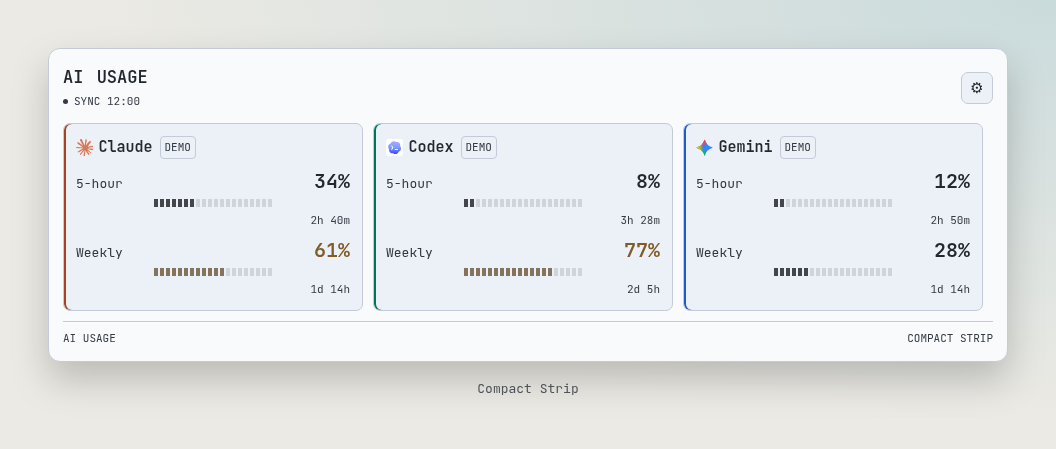 AI USAGE
SYNC 12:00
Claude DEMO
5-hour 34%
2h 40m
Weekly 61%
1d 14h
Codex DEMO
5-hour 8%
3h 28m
Weekly 77%
2d 5h
Gemini DEMO
5-hour 12%
2h 50m
Weekly 28%
1d 14h
AI USAGE
COMPACT STRIP
Compact Strip